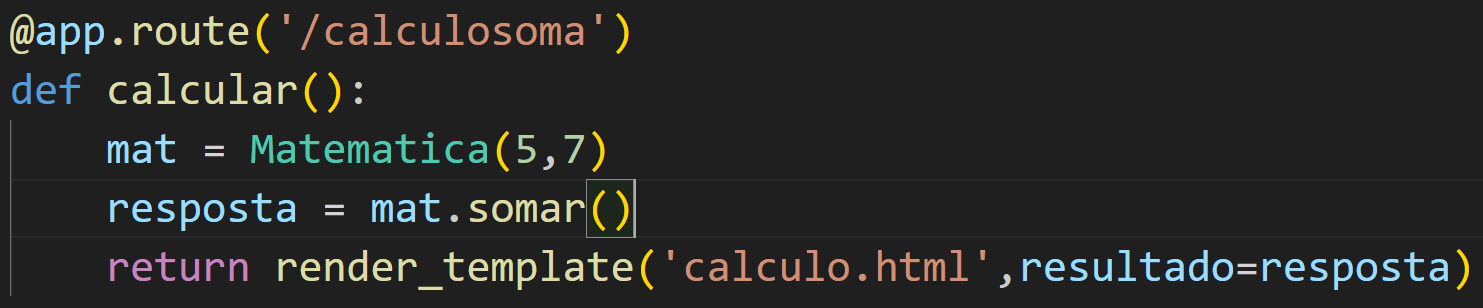 @app.route('/calculosoma')
def calcular():
    mat = Matematica(5,7)
    resposta = mat.somar()
    return render_template('calculo.html',resultado=resposta)